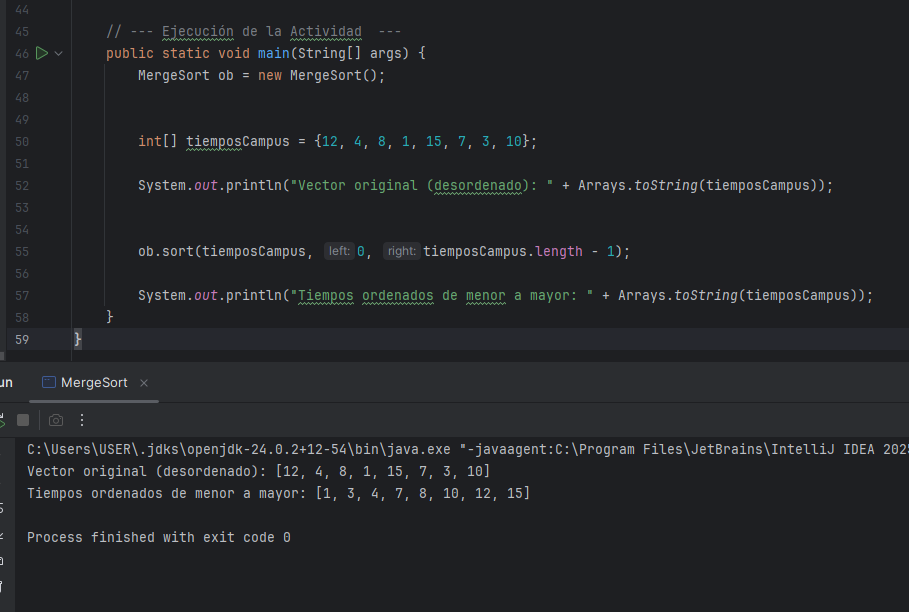 44
45 // --- Ejecución de la Actividad ---
46 public static void main(String[] args) {
47 MergeSort ob = new MergeSort();
48
49
50 int[] tiemposCampus = {12, 4, 8, 1, 15, 7, 3, 10};
51
52 System.out.println("Vector original (desordenado): " + Arrays.toString(tiemposCampus));
53
54
55 ob.sort(tiemposCampus, left: 0, right: tiemposCampus.length - 1);
56
57 System.out.println("Tiempos ordenados de menor a mayor: " + Arrays.toString(tiemposCampus));
58 }
59 }
un MergeSort ×
C:\Users\USER\.jdks\openjdk-24.0.2+12-54\bin\java.exe "-javaagent:C:\Program Files\JetBrains\IntelliJ IDEA 2025
Vector original (desordenado): [12, 4, 8, 1, 15, 7, 3, 10]
Tiempos ordenados de menor a mayor: [1, 3, 4, 7, 8, 10, 12, 15]
Process finished with exit code 0